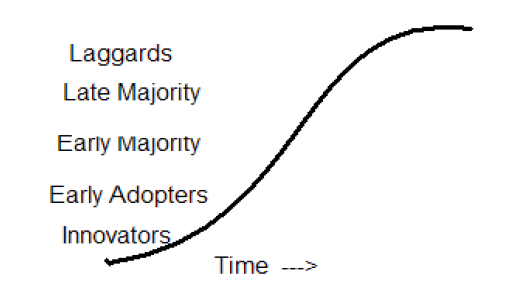 Laggards
Late Majority
Early Majority
Early Adopters
Innovators
Time --->